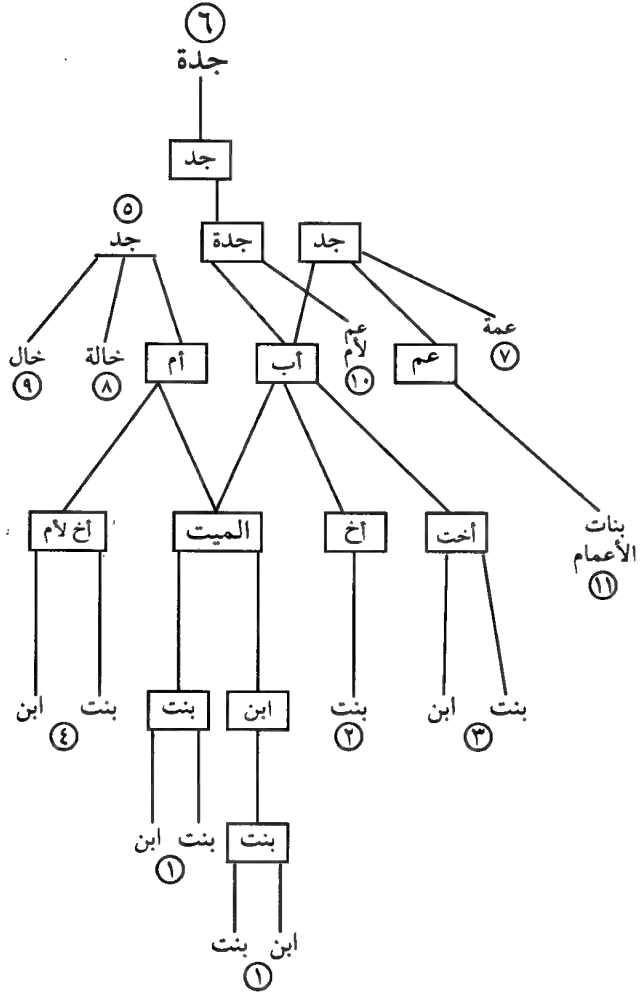 ٦
جدة
جد
٥
جد
جدة
جد
خال
٩
خالة
٨
أم
أب
عم
لأم
١٠
عم
عمة
٧
أخ لأم
الميت
أخ
أخت
بنات
الأعمام
١١
بنت ابن
٤
بنت
ابن
بنت
٢
بنت ابن
٣
بنت ابن
١
بنت
ابن بنت
١